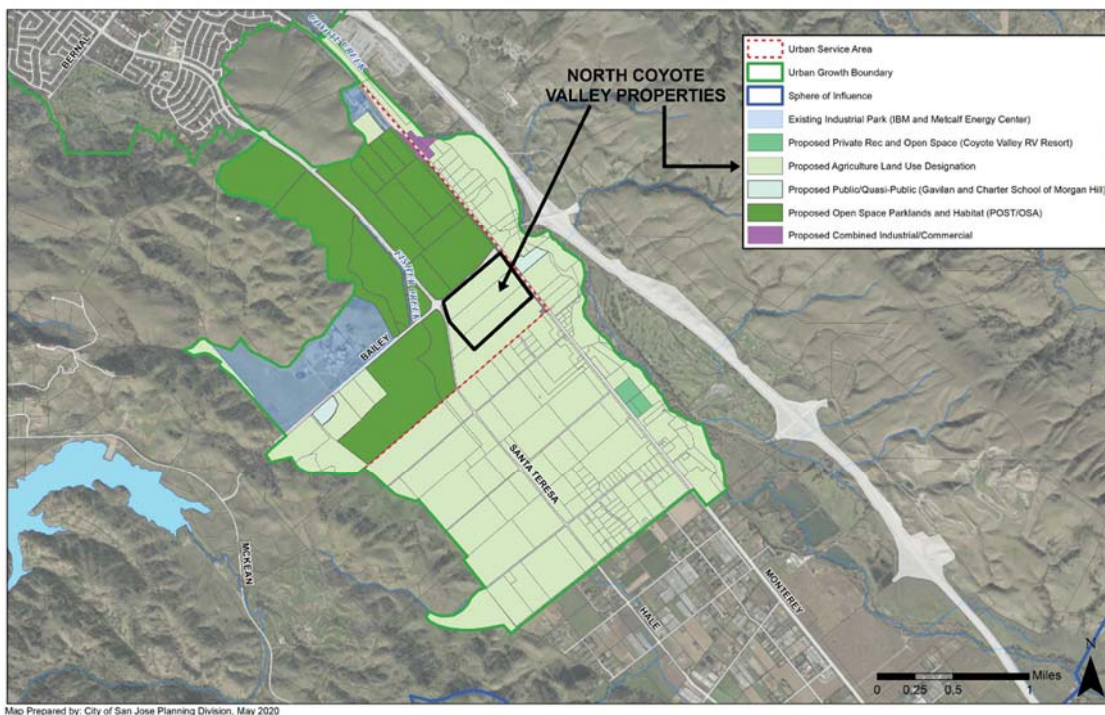 COYOTE CREEK
BERNAL
NORTH COYOTE
VALLEY PROPERTIES
Urban Service Area
Urban Growth Boundary
Sphere of Influence
Existing Industrial Park (IBM and Metcalf Energy Center)
Proposed Private Rec and Open Space (Coyote Valley RV Resort)
Proposed Agriculture Land Use Designation
Proposed Public/Quasi-Public (Gavilan and Charter School of Morgan Hill)
Proposed Open Space Parklands and Habitat (POST/OSA)
Proposed Combined Industrial/Commercial
FISHER CREEK
BAILEY
SANTA TERESA
MCKEAN
MONTEREY
HALE
N
Miles
0 0.25 0.5 1
Map Prepared by: City of San Jose Planning Division, May 2020